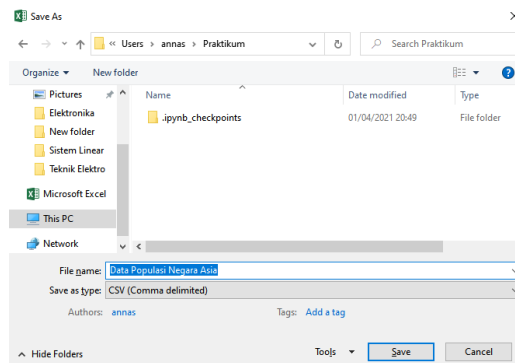 Save As
« Users › annas › Praktikum
Search Praktikum
Organize
New folder
Name
Date modified
Type
Pictures
Elektronika
New folder
Sistem Linear
Teknik Elektro
Microsoft Excel
This PC
Network
.ipynb_checkpoints
01/04/2021 20:49
File folder
File name: Data Populasi Negara Asia
Save as type: CSV (Comma delimited)
Authors: annas
Tags: Add a tag
Hide Folders
Tools
Save
Cancel